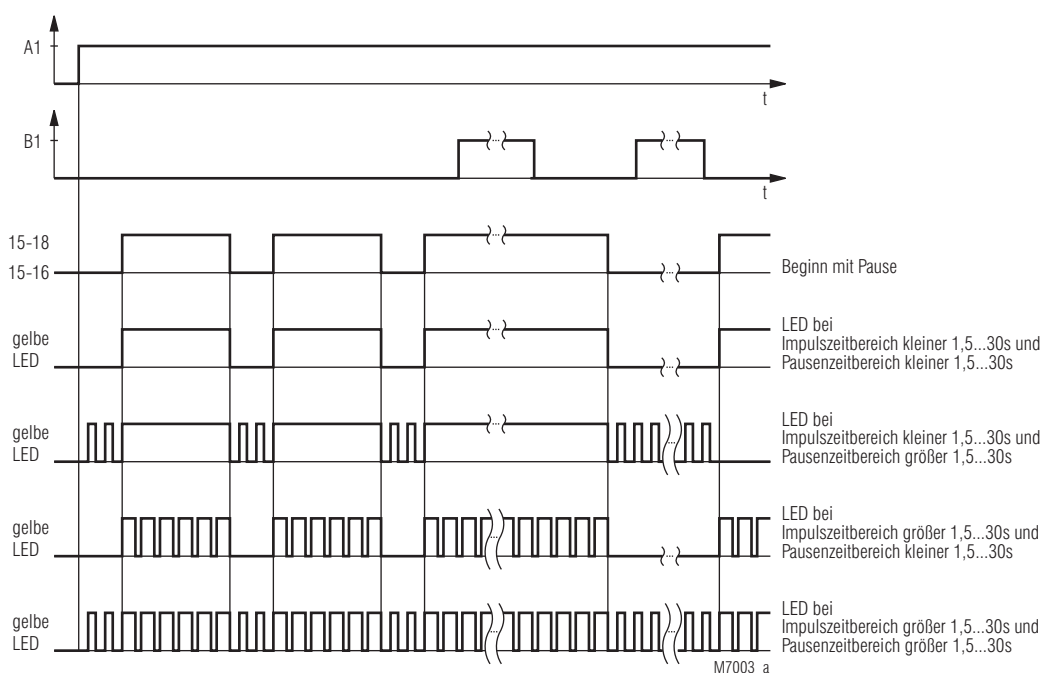 A1
t
B1
t
15-18
15-16
Beginn mit Pause
gelbe
LED
LED bei
Impulszeitbereich kleiner 1,5...30s und
Pausenzeitbereich kleiner 1,5...30s
gelbe
LED
LED bei
Impulszeitbereich kleiner 1,5...30s und
Pausenzeitbereich größer 1,5...30s
gelbe
LED
LED bei
Impulszeitbereich größer 1,5...30s und
Pausenzeitbereich kleiner 1,5...30s
gelbe
LED
LED bei
Impulszeitbereich größer 1,5...30s und
Pausenzeitbereich größer 1,5...30s
M7003_a